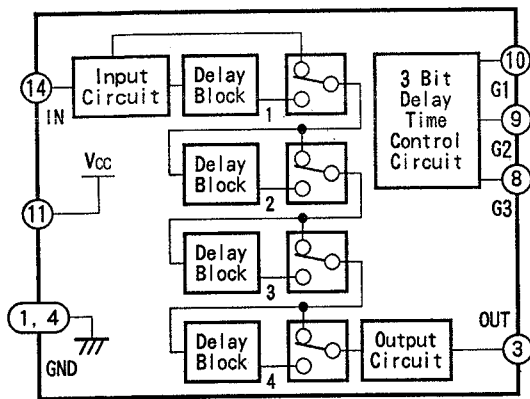 14
IN
Input
Circuit
Delay
Block
1
3 Bit
Delay
Time
Control
Circuit
10
G1
9
G2
8
G3
Vcc
11
Delay
Block
2
Delay
Block
3
1, 4
GND
Delay
Block
4
Output
Circuit
OUT
3